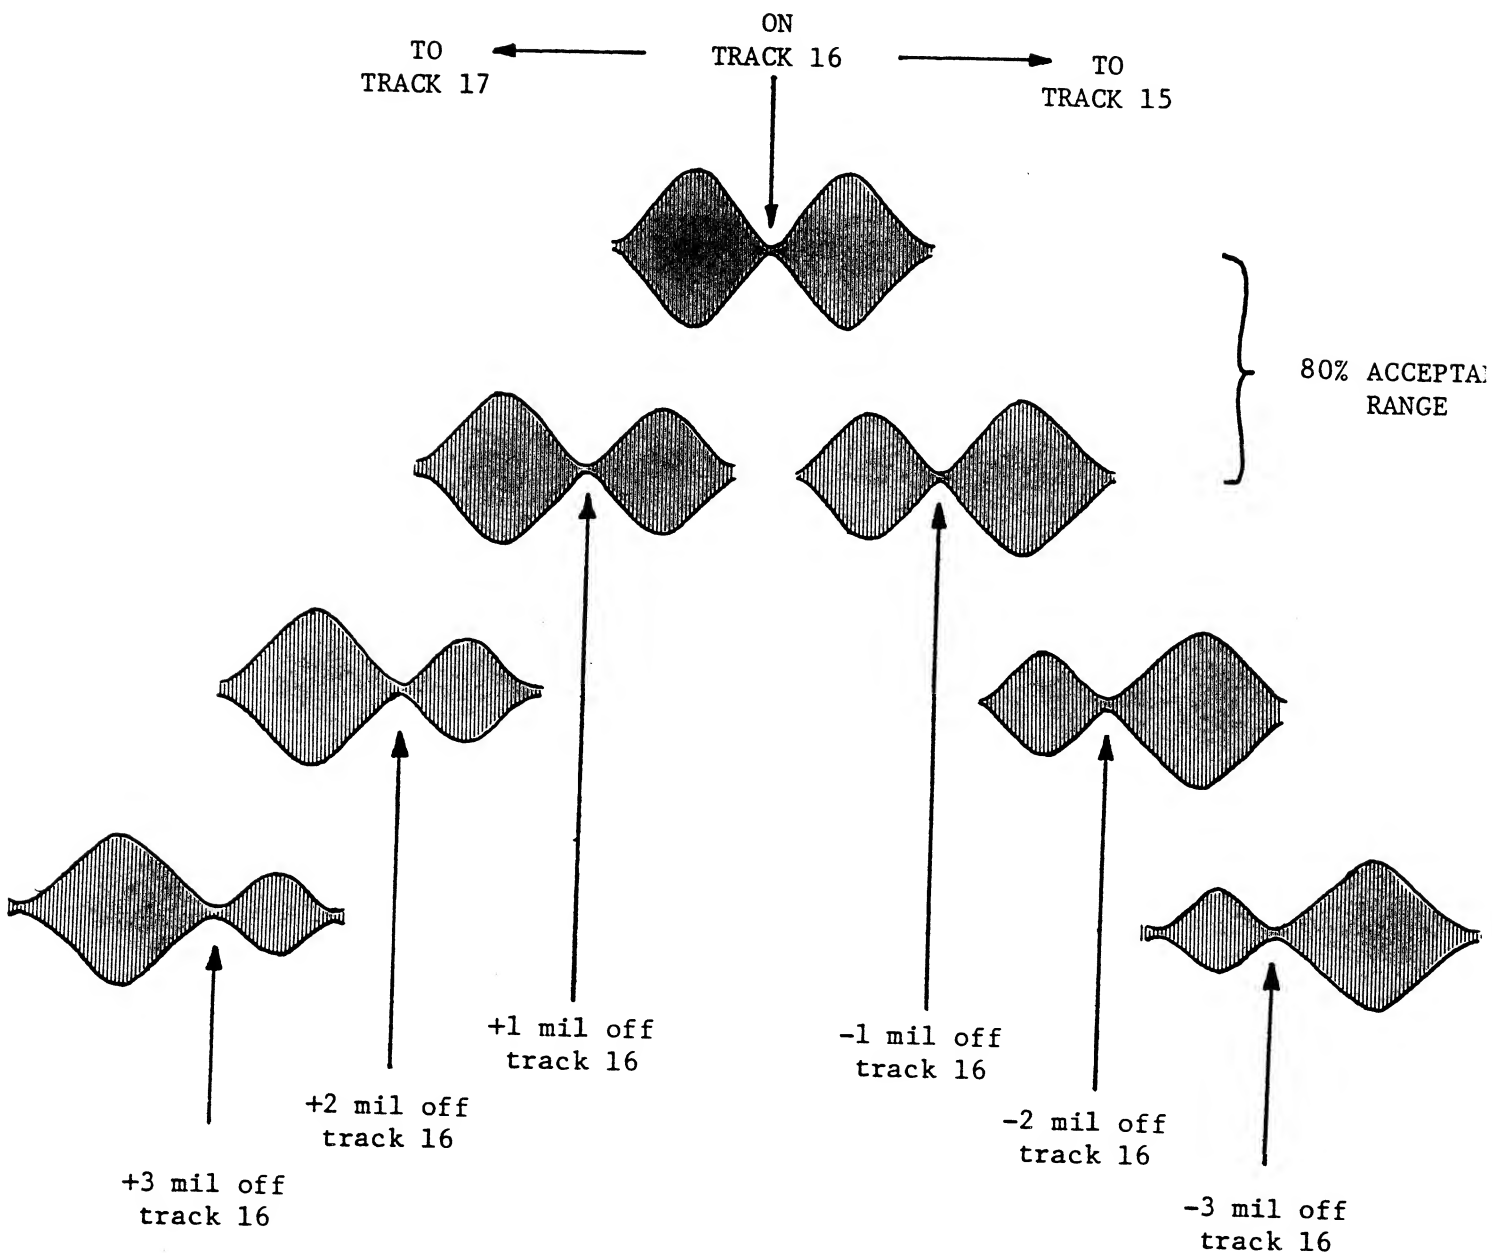 ON
TRACK 16
TO
TRACK 17
TO
TRACK 15
80%
RANGE
+1 mil off
track 16
-1 mil off
track 16
+2 mil off
track 16
-2 mil off
track 16
+3 mil off
track 16
-3 mil off
track 16